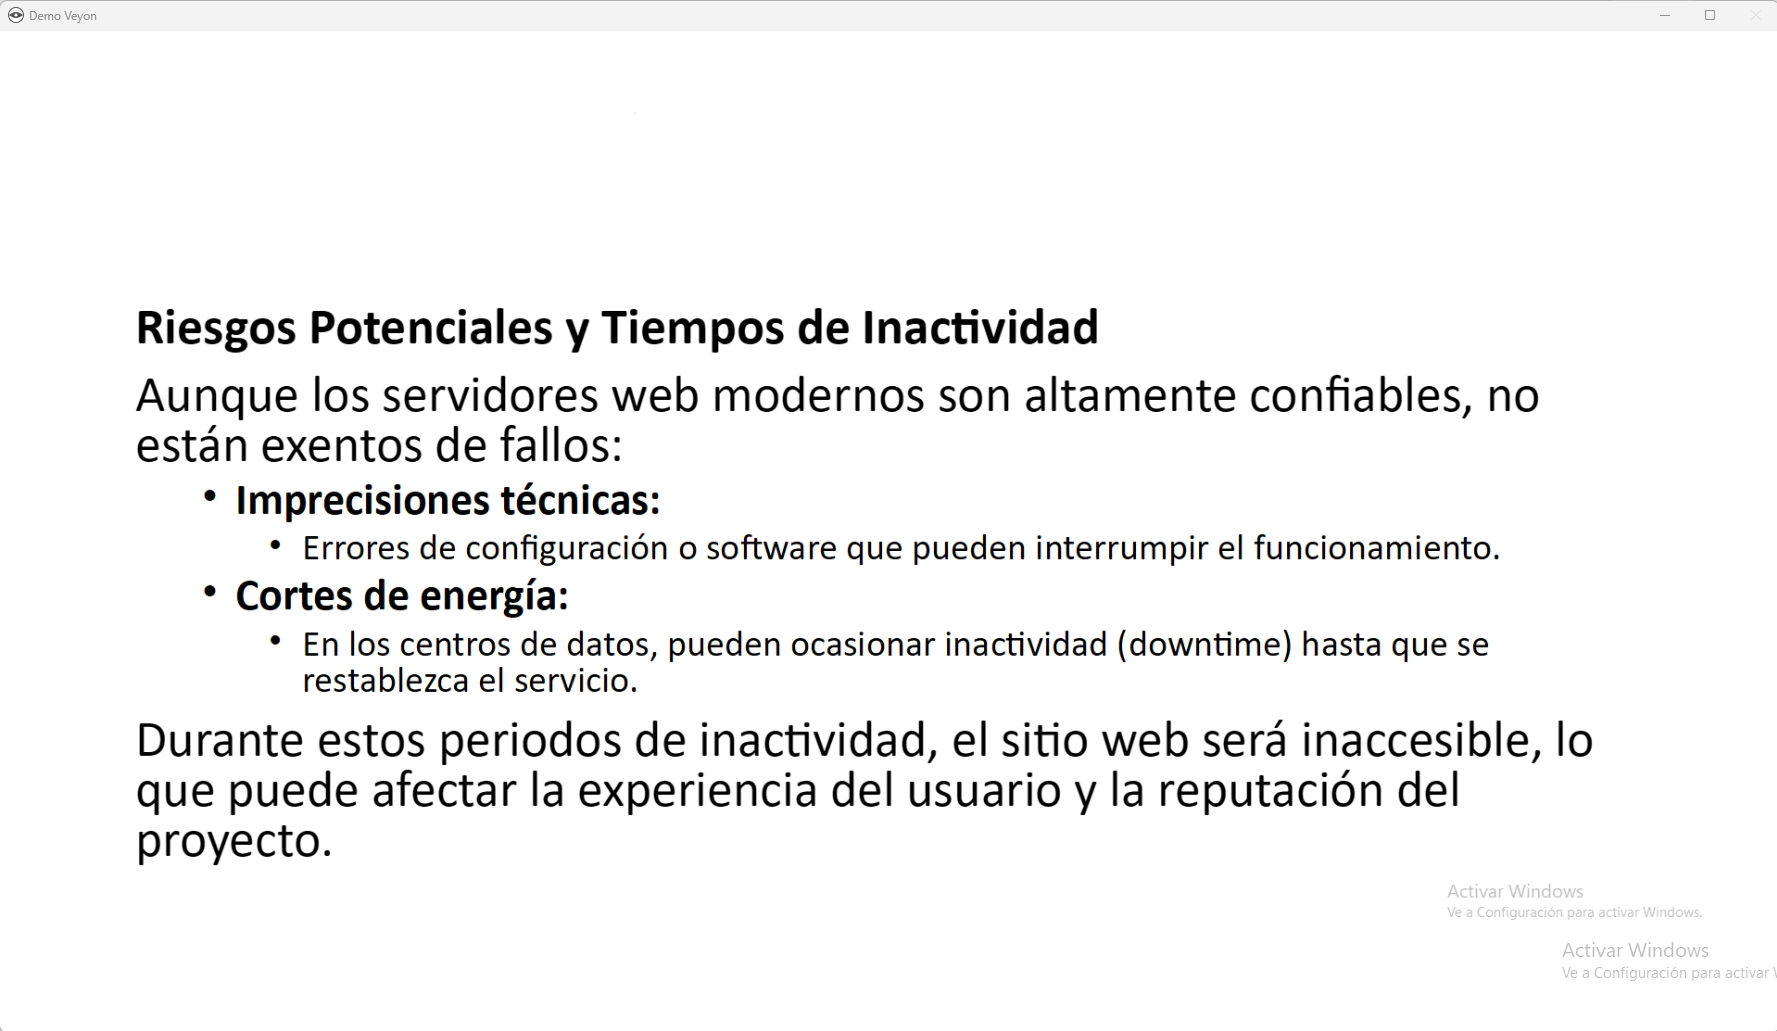 Demo Veyon
Riesgos Potenciales y Tiempos de Inactividad
Aunque los servidores web modernos son altamente confiables, no
están exentos de fallos:
• Imprecisiones técnicas:
• Errores de configuración o software que pueden interrumpir el funcionamiento.
• Cortes de energía:
• En los centros de datos, pueden ocasionar inactividad (downtime) hasta que se
restablezca el servicio.
Durante estos periodos de inactividad, el sitio web será inaccesible, lo
que puede afectar la experiencia del usuario y la reputación del
proyecto.
Activar Windows
Ve a Configuración para activar Windows.
Activar Windows
Ve a Configuración para activar